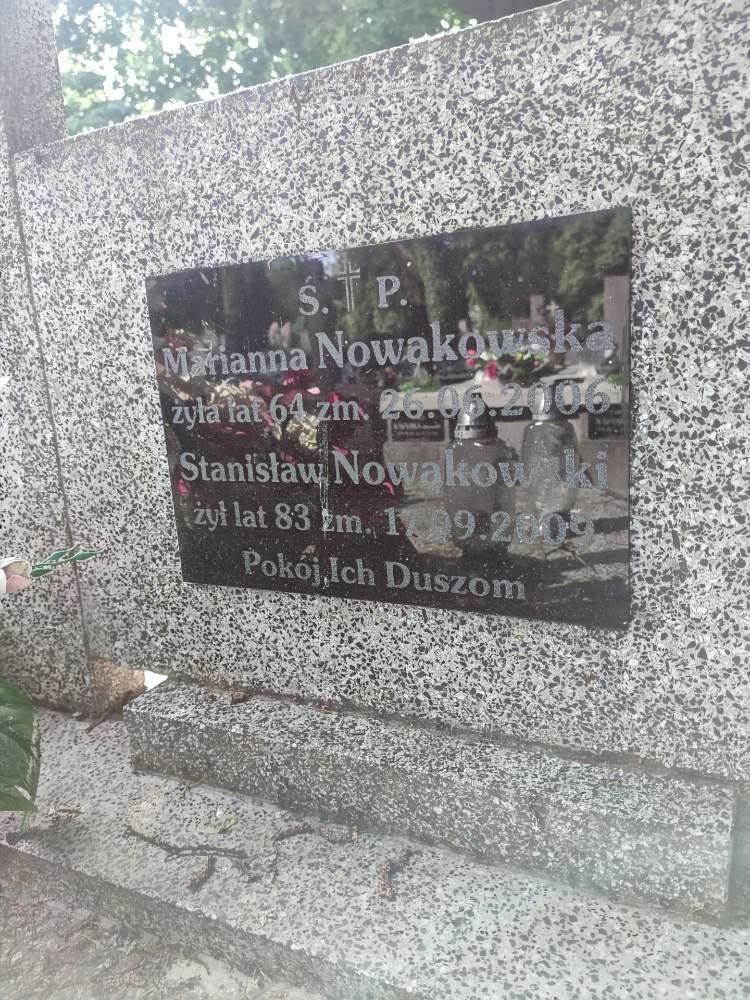 Ś. P.
Marianna Nowakowska
żyła lat 64 zm. 26.06.2006
Stanisław Nowakowski
żył lat 83 zm. 17.09.2009
Pokój Ich Duszom